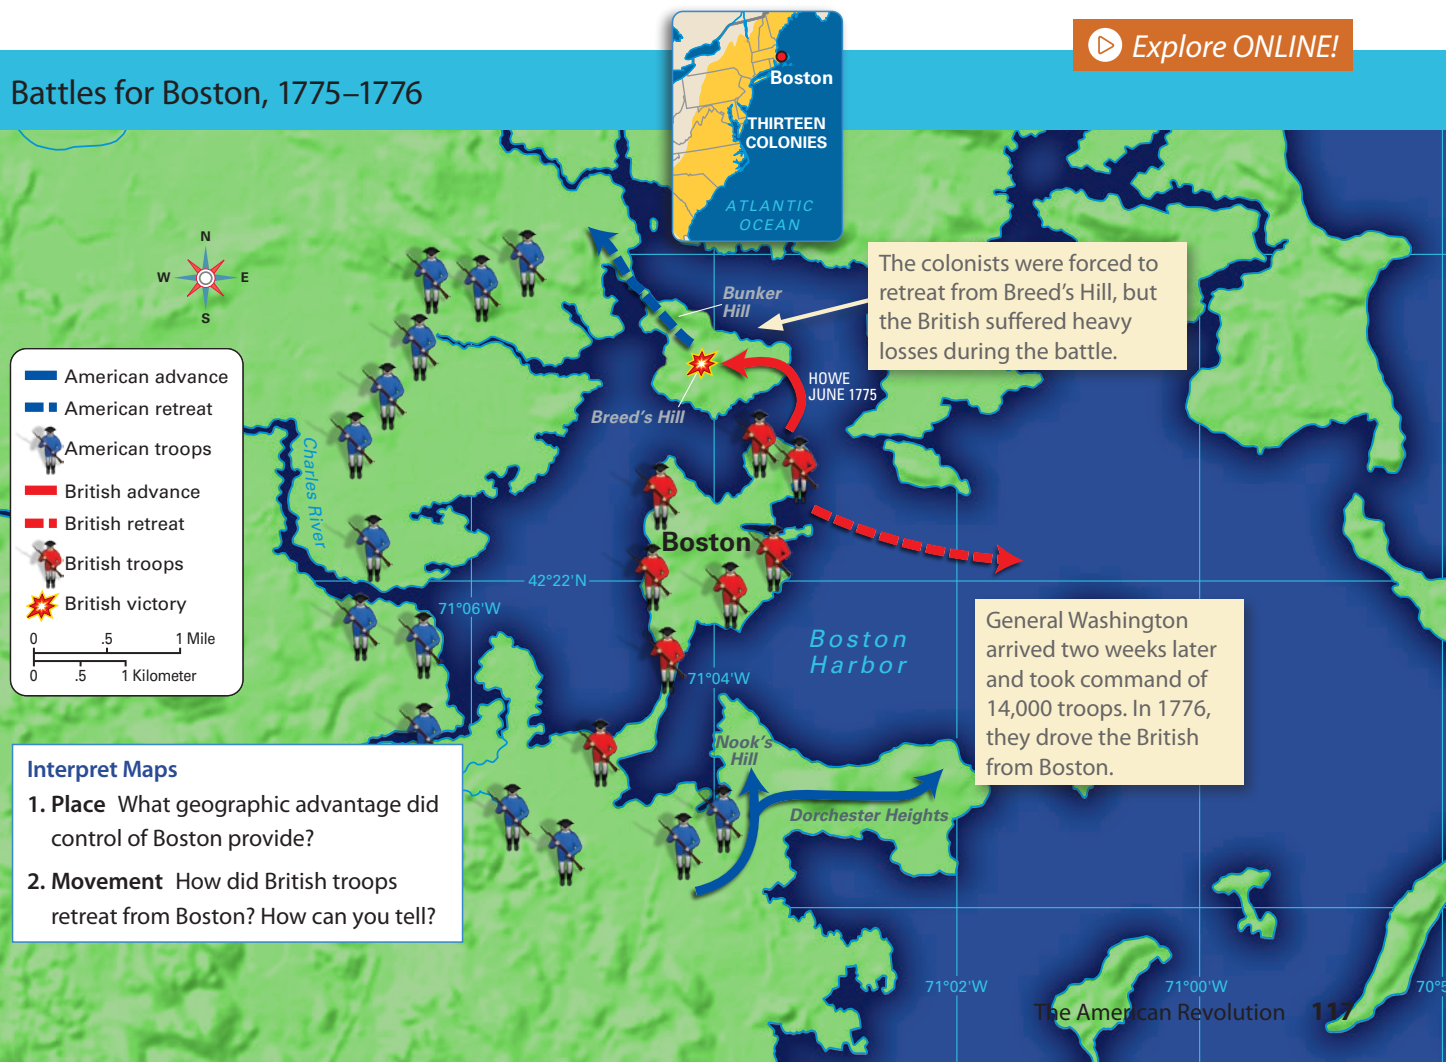 Explore ONLINE!
Battles for Boston, 1775–1776
Boston
THIRTEEN
COLONIES
ATLANTIC
OCEAN
N
W
E
S
American advance
American retreat
American troops
British advance
British retreat
British troops
British victory
0 .5 1 Mile
0 .5 1 Kilometer
Charles River
Bunker
Hill
Breed's Hill
HOWE
JUNE 1775
The colonists were forced to
retreat from Breed's Hill, but
the British suffered heavy
losses during the battle.
Boston
42°22'N
71°06'W
71°04'W
Boston
Harbor
General Washington
arrived two weeks later
and took command of
14,000 troops. In 1776,
they drove the British
from Boston.
Nook's
Hill
Dorchester Heights
Interpret Maps
1. Place What geographic advantage did
control of Boston provide?
2. Movement How did British troops
retreat from Boston? How can you tell?
71°02'W
71°00'W
The American Revolution 117